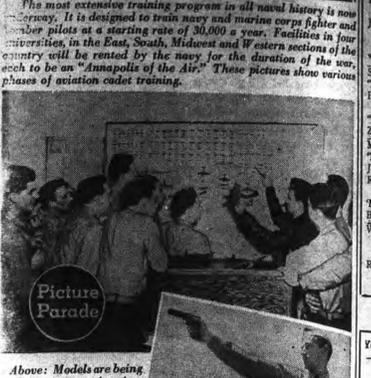 The most extensive training program in all naval history is now
underway. It is designed to train navy and marine corps fighter and
bomber pilots at a starting rate of 30,000 a year. Facilities in four
universities, in the East, South, Midwest and Western sections of the
country will be rented by the navy for the duration of the war,
each to be an "Annapolis of the Air." These pictures show various
phases of aviation cadet training.
Picture
Parade
Above: Models are being